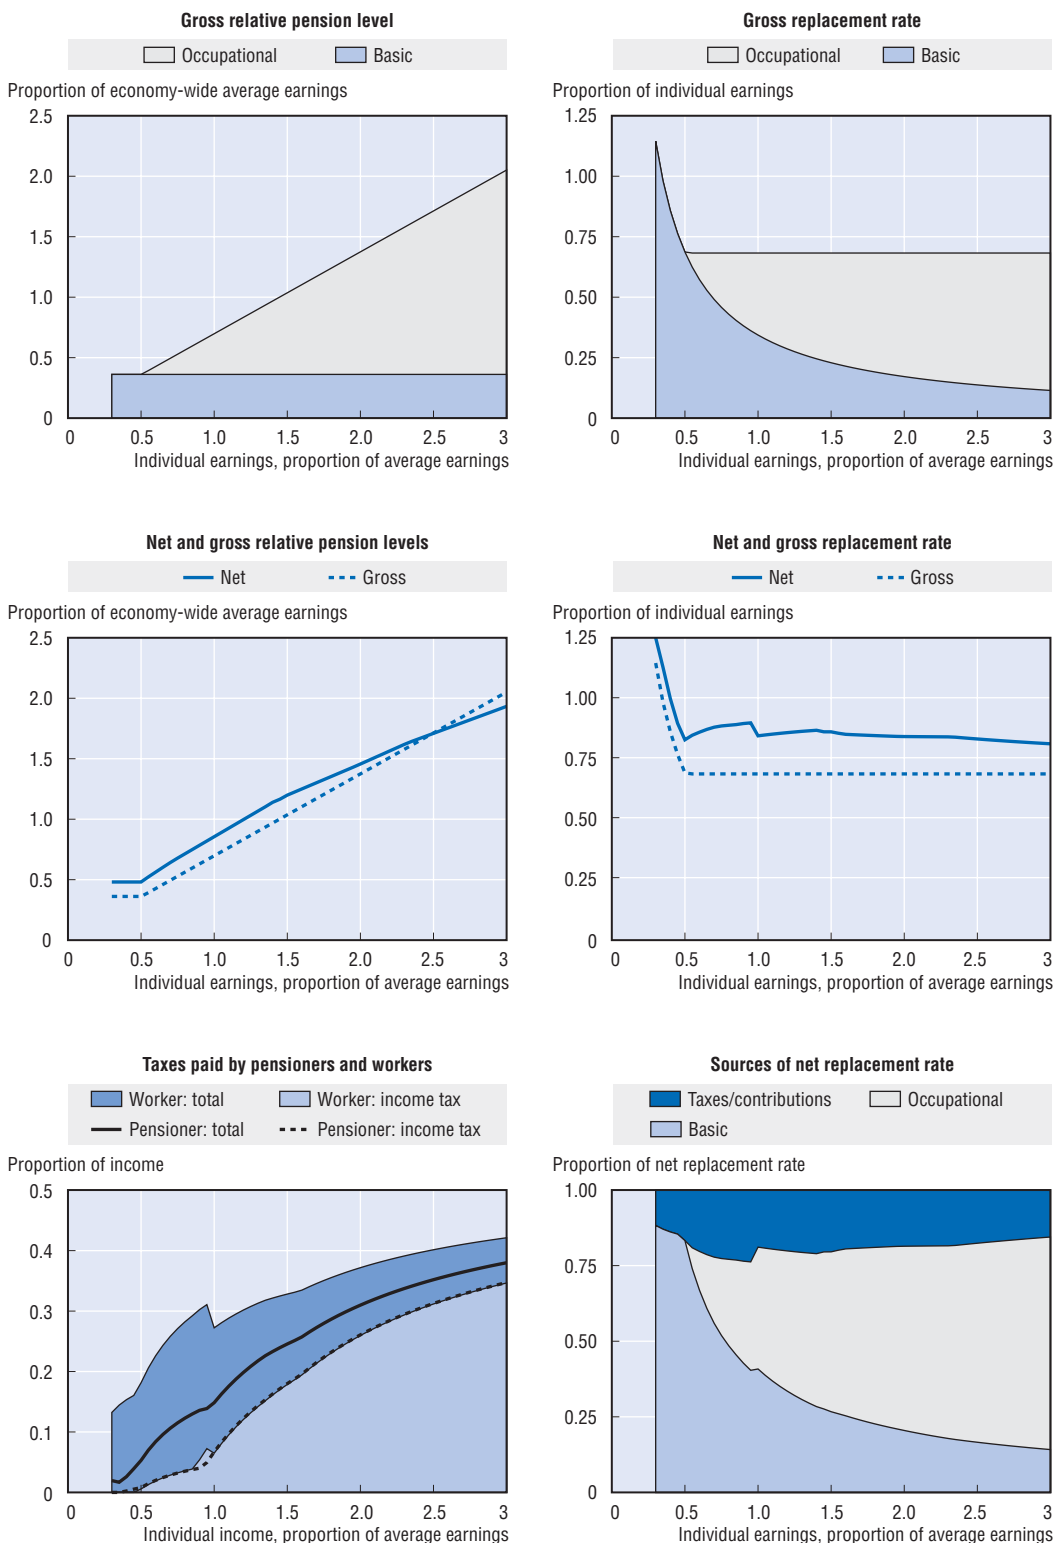 Gross relative pension level
Occupational Basic
Proportion of economy-wide average earnings
2.5
2.0
1.5
1.0
0.5
0
0 0.5 1.0 1.5 2.0 2.5 3
Individual earnings, proportion of average earnings
Gross replacement rate
Occupational Basic
Proportion of individual earnings
1.25
1.00
0.75
0.50
0.25
0
0 0.5 1.0 1.5 2.0 2.5 3
Individual earnings, proportion of average earnings
Net and gross relative pension levels
Net Gross
Proportion of economy-wide average earnings
2.5
2.0
1.5
1.0
0.5
0
0 0.5 1.0 1.5 2.0 2.5 3
Individual earnings, proportion of average earnings
Net and gross replacement rate
Net Gross
Proportion of individual earnings
1.25
1.00
0.75
0.50
0.25
0
0 0.5 1.0 1.5 2.0 2.5 3
Individual earnings, proportion of average earnings
Taxes paid by pensioners and workers
Worker: total Worker: income tax
Pensioner: total Pensioner: income tax
Proportion of income
0.5
0.4
0.3
0.2
0.1
0
0 0.5 1.0 1.5 2.0 2.5 3
Individual income, proportion of average earnings
Sources of net replacement rate
Taxes/contributions Occupational
Basic
Proportion of net replacement rate
1.00
0.75
0.50
0.25
0
0 0.5 1.0 1.5 2.0 2.5 3
Individual earnings, proportion of average earnings